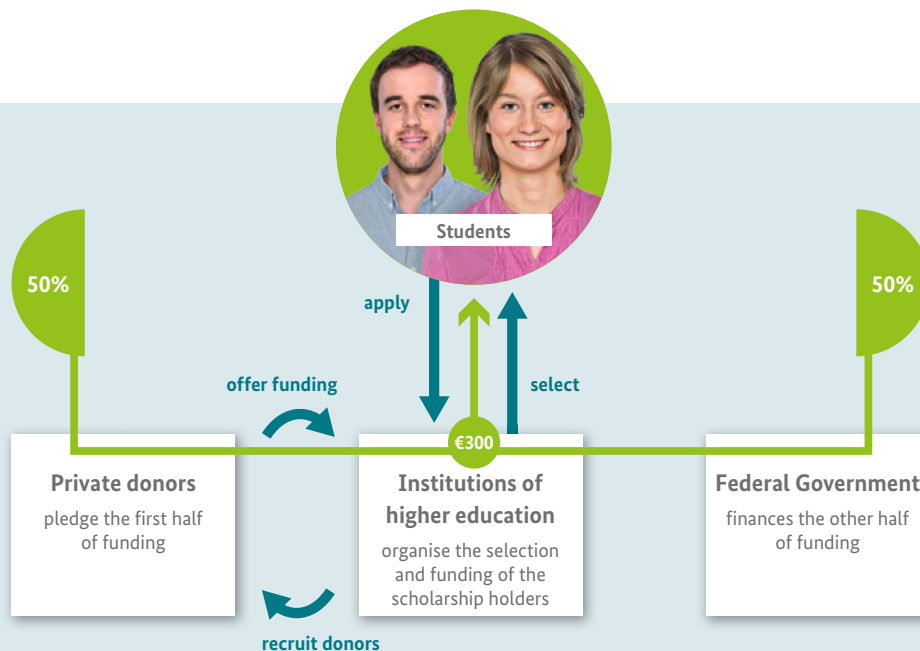 Students
50%
50%
apply
offer funding
select
€300
Private donors
pledge the first half
of funding
Institutions of
higher education
organise the selection
and funding of the
scholarship holders
Federal Government
finances the other half
of funding
recruit donors